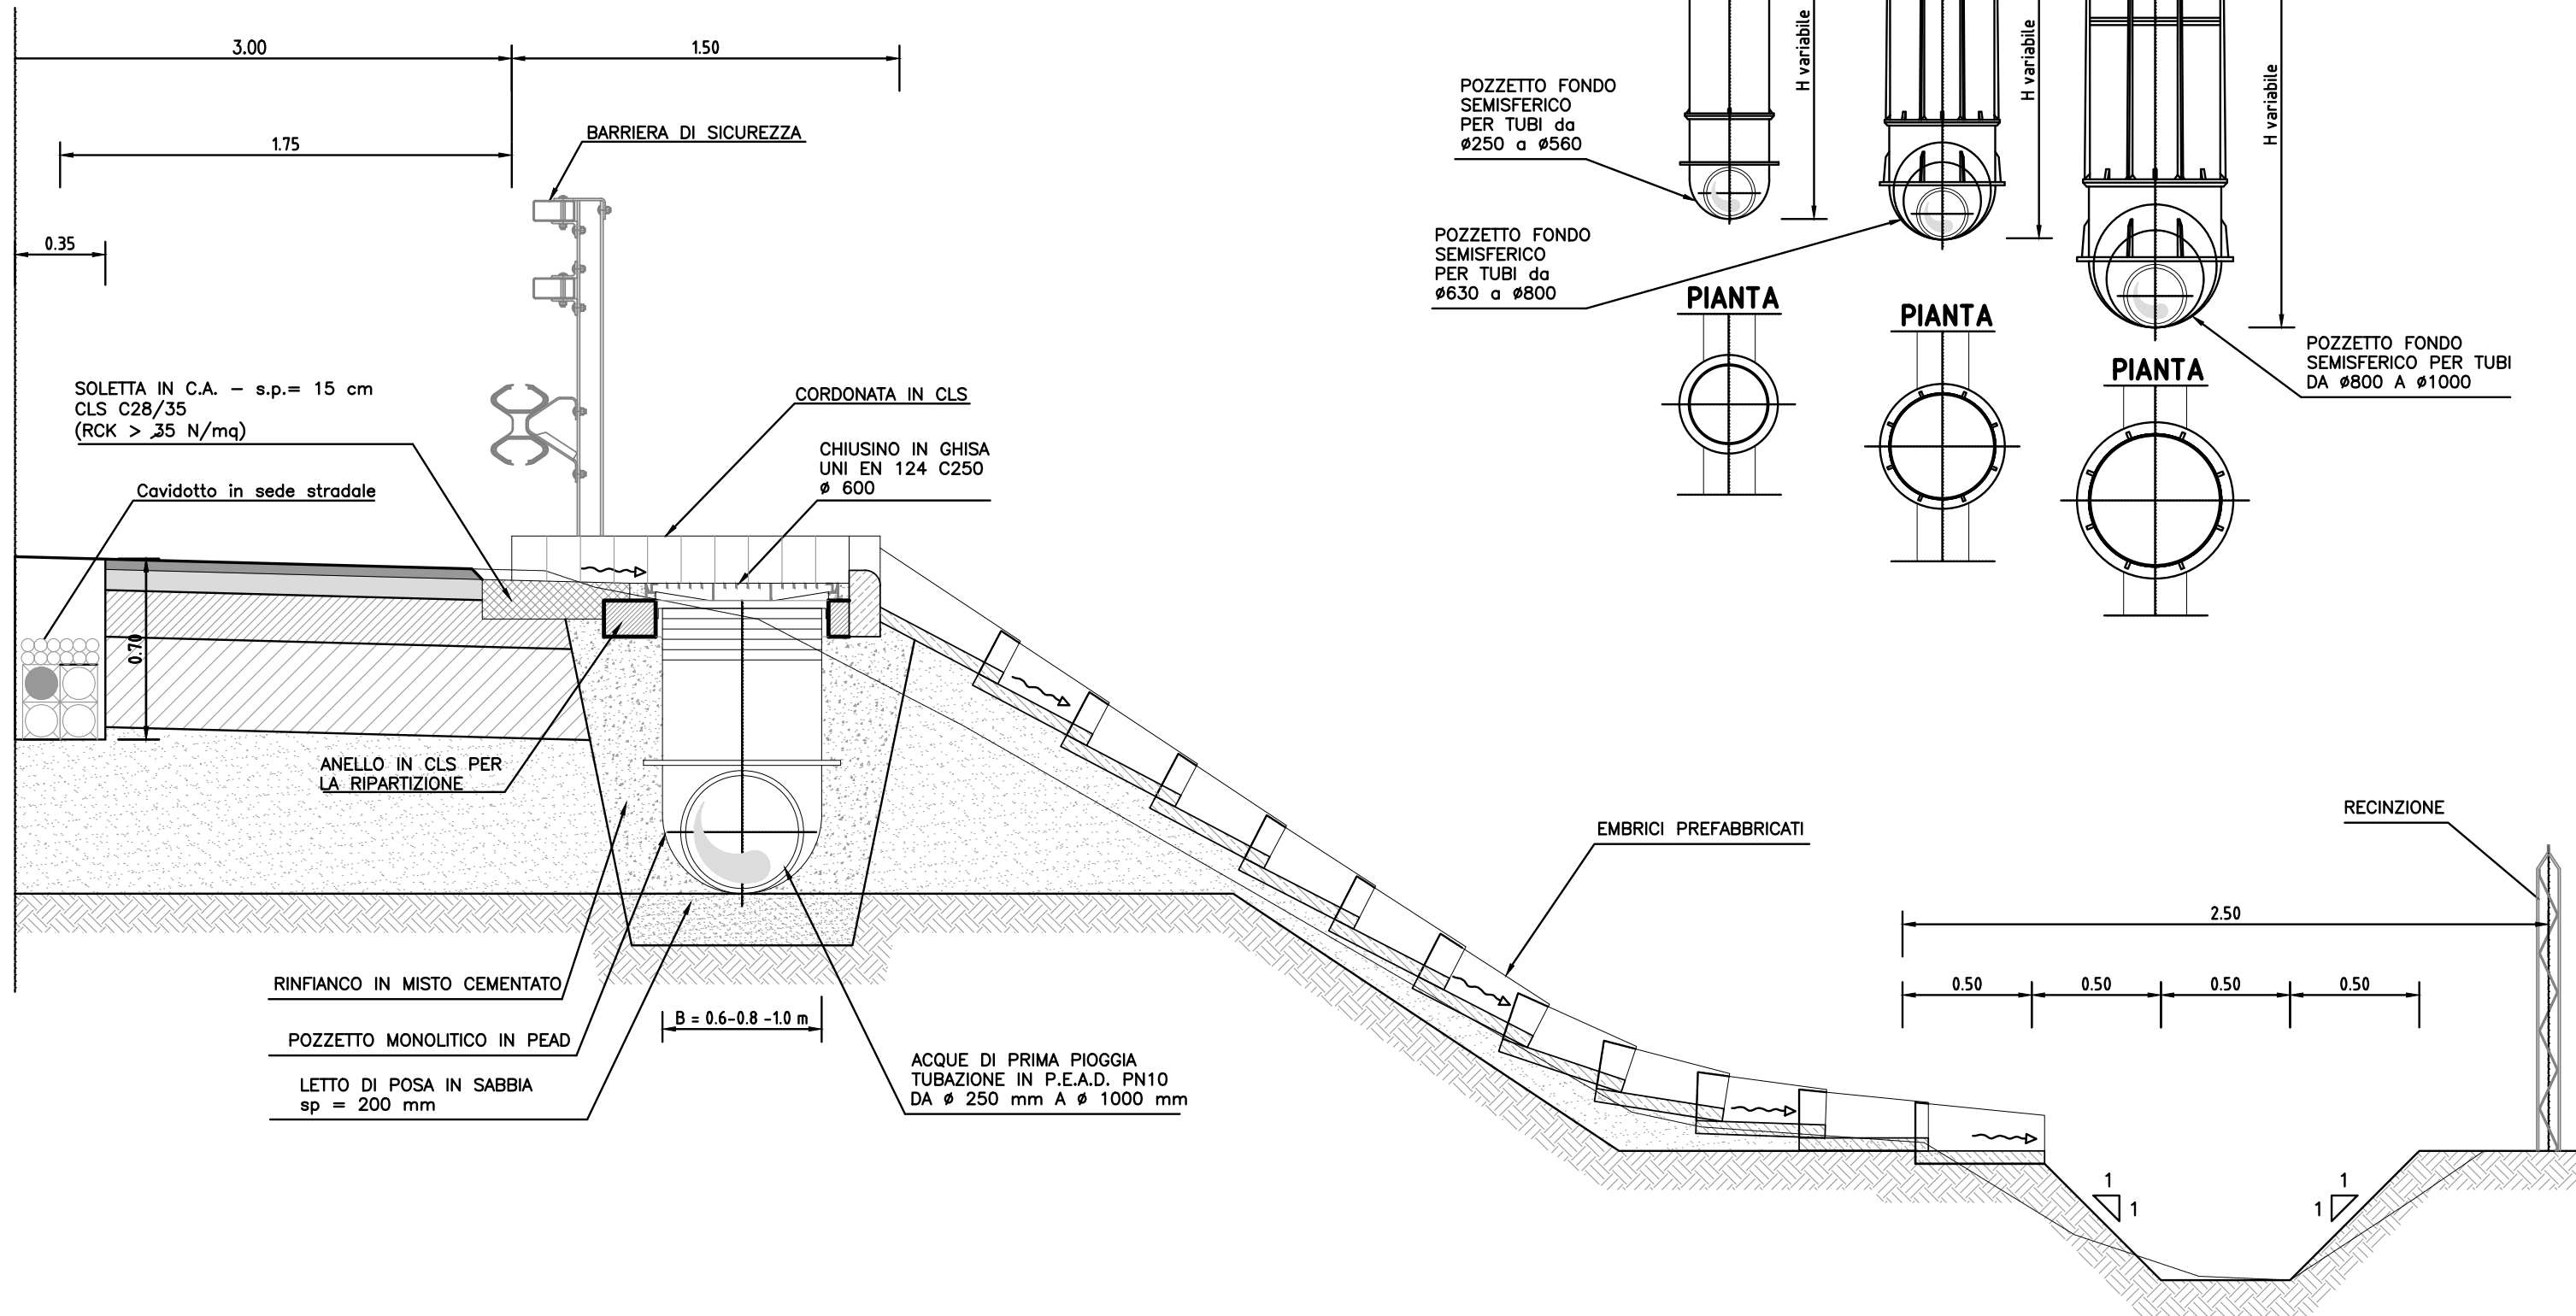 3.00
1.50
1.75
0.35
BARRIERA DI SICUREZZA
SOLETTA IN C.A. – s.p.= 15 cm
CLS C28/35
(RCK > 35 N/mq)
Cavidotto in sede stradale
CORDONATA IN CLS
CHIUSINO IN GHISA
UNI EN 124 C250
ø 600
0.70
ANELLO IN CLS PER
LA RIPARTIZIONE
RINFIANCO IN MISTO CEMENTATO
POZZETTO MONOLITICO IN PEAD
LETTO DI POSA IN SABBIA
sp = 200 mm
B = 0.6-0.8 -1.0 m
ACQUE DI PRIMA PIOGGIA
TUBAZIONE IN P.E.A.D. PN10
DA ø 250 mm A ø 1000 mm
POZZETTO FONDO
SEMISFERICO
PER TUBI da
ø250 a ø560
H variabile
POZZETTO FONDO
SEMISFERICO
PER TUBI da
ø630 a ø800
H variabile
H variabile
POZZETTO FONDO
SEMISFERICO PER TUBI
DA ø800 A ø1000
PIANTA
PIANTA
PIANTA
EMBRICI PREFABBRICATI
RECINZIONE
2.50
0.50
0.50
0.50
0.50
1
1
1
1